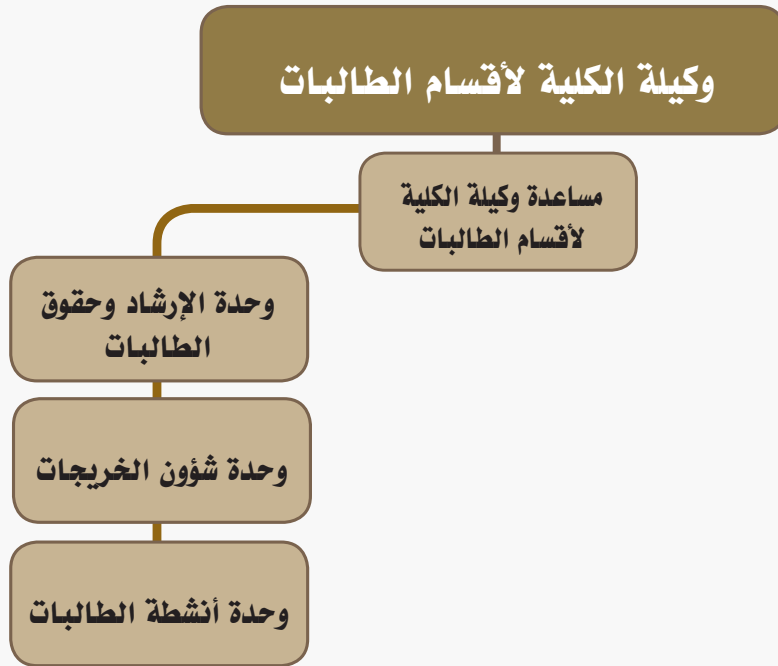 وكيلة الكلية لأقسام الطالبات
مساعدة وكيلة الكلية
لأقسام الطالبات
وحدة الإرشاد وحقوق
الطالبات
وحدة شؤون الخريجات
وحدة أنشطة الطالبات